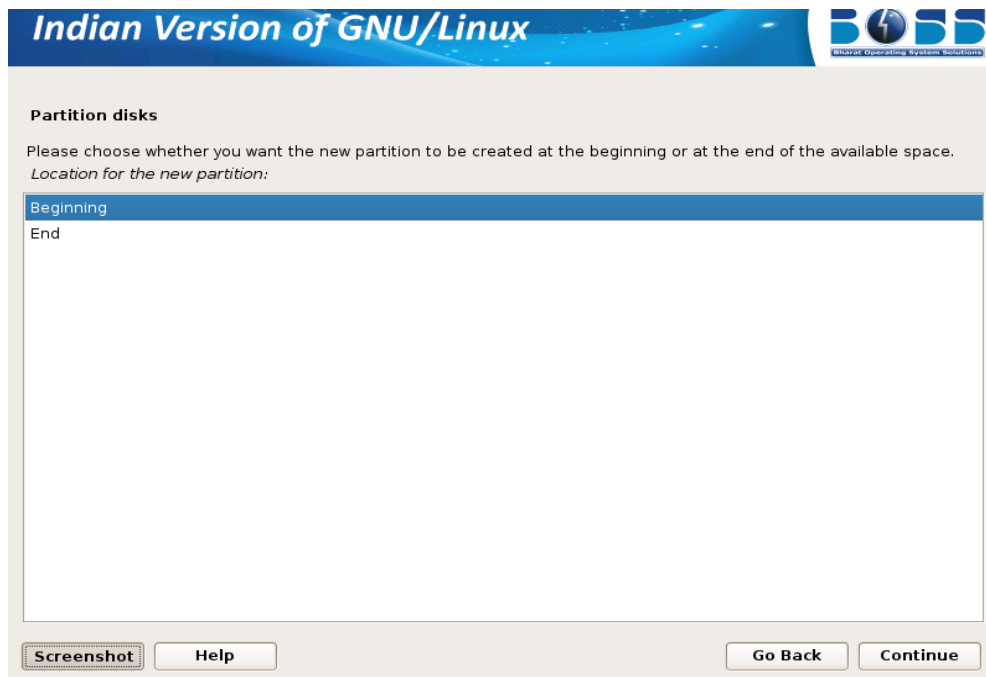 Indian Version of GNU/Linux
BOSS
Bharat Operating System Solutions
Partition disks
Please choose whether you want the new partition to be created at the beginning or at the end of the available space.
Location for the new partition:
Beginning
End
Screenshot Help Go Back Continue